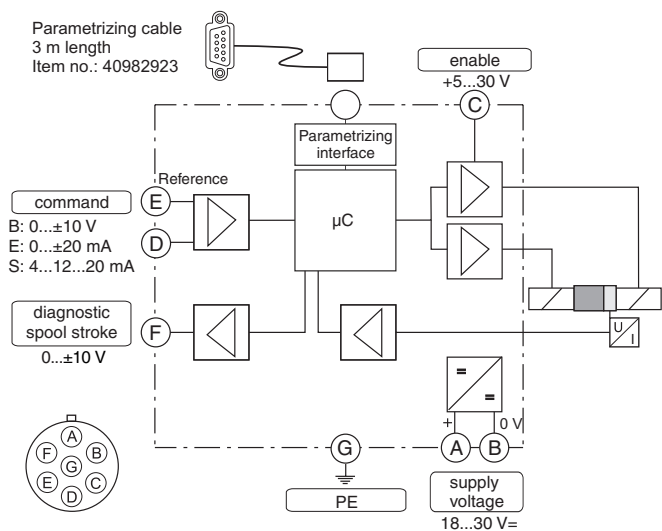 Parametrizing cable
3 m length
Item no.: 40982923
enable
+5...30 V
C
Parametrizing
interface
Reference
command
E
B: 0...±10 V
E: 0...±20 mA
S: 4...12...20 mA
D
µC
diagnostic
spool stroke
F
0...±10 V
U
I
=
=
+
0 V
A
B
G
PE
supply
voltage
18...30 V=
A
F
B
G
E
C
D